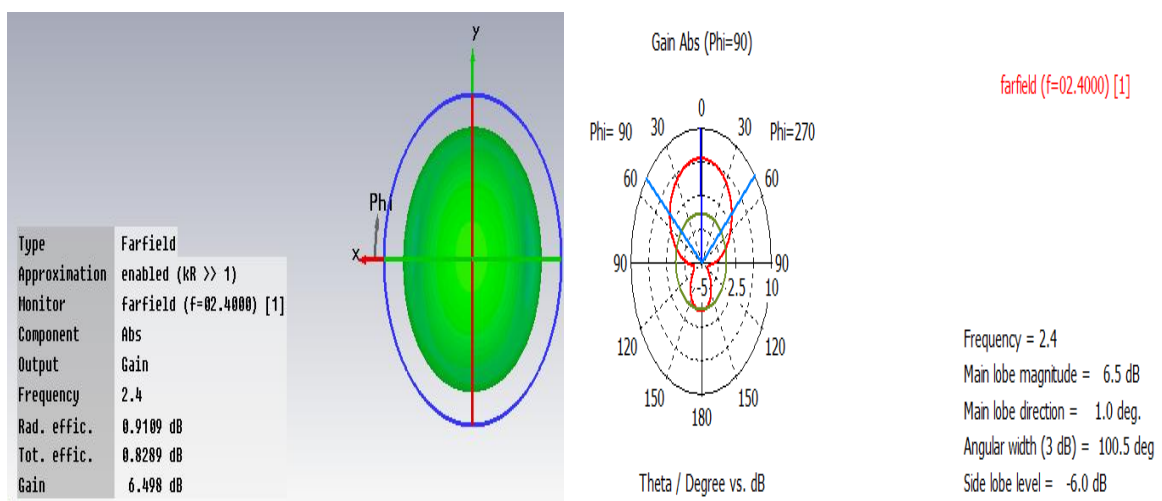 y
Phi
x
Type Farfield
Approximation enabled (kR >> 1)
Monitor farfield (f=02.4000) [1]
Component Abs
Output Gain
Frequency 2.4
Rad. effic. 0.9109 dB
Tot. effic. 0.8289 dB
Gain 6.498 dB
Gain Abs (Phi=90)
0
Phi= 90 30 30 Phi=270
60 60
90 90
-5 2.5 10
120 120
150 150
180
Theta / Degree vs. dB
farfield (f=02.4000) [1]
Frequency = 2.4
Main lobe magnitude = 6.5 dB
Main lobe direction = 1.0 deg.
Angular width (3 dB) = 100.5 deg
Side lobe level = -6.0 dB